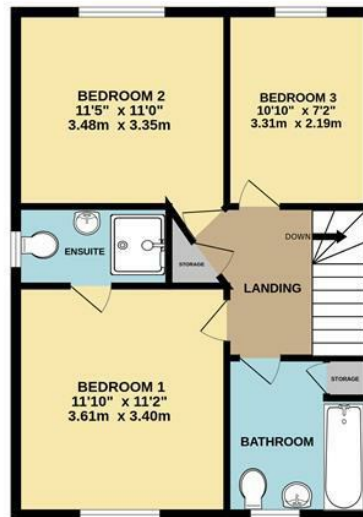 BEDROOM 2
11'5" x 11'0"
3.48m x 3.35m
BEDROOM 3
10'10" x 7'2"
3.31m x 2.19m
ENSUITE
STORAGE
DOWN
LANDING
BEDROOM 1
11'10" x 11'2"
3.61m x 3.40m
STORAGE
BATHROOM